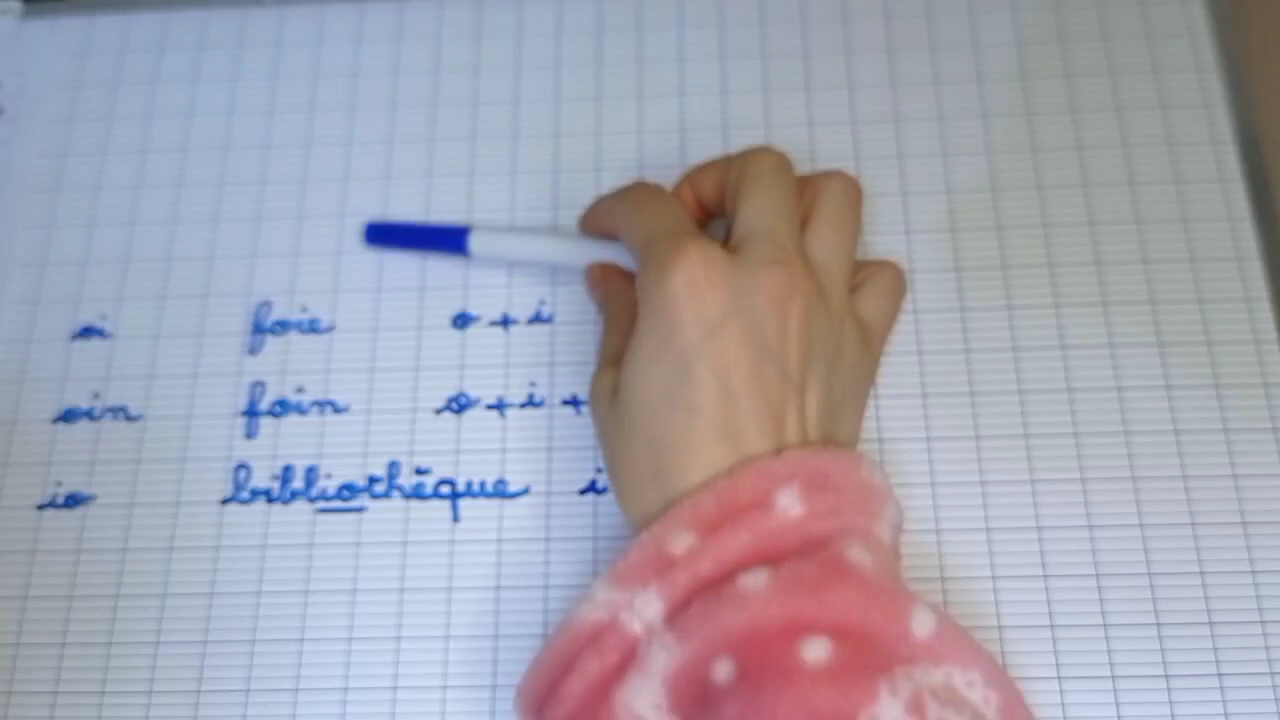 oi foie o + i
oin foin o + i +
io bibliothèque i